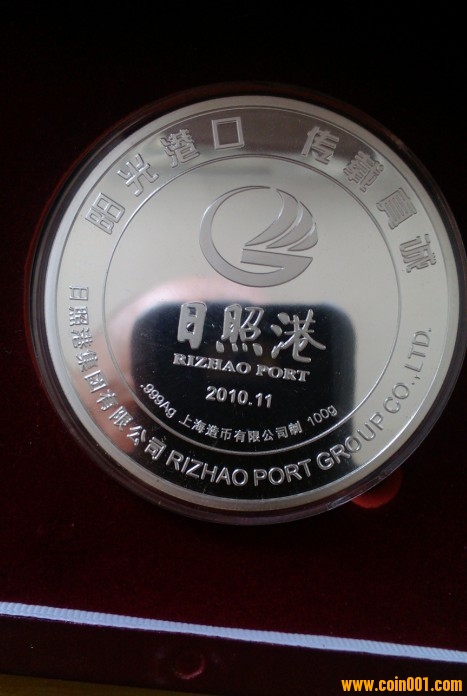 阳光港口 传载真诚
日照港
RIZHAO PORT
2010.11
.999Ag 上海造币有限公司制 100g
日照港集团有限公司 RIZHAO PORT GROUP CO.,LTD.
www.coin001.com